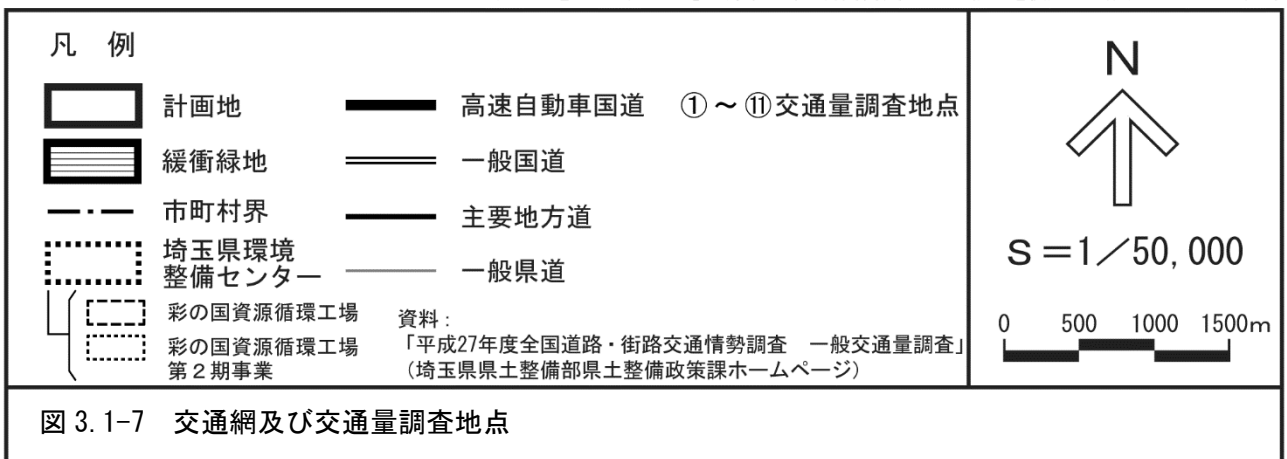 凡 例
計画地
緩衝緑地
市町村界
埼玉県環境
整備センター
彩の国資源循環工場
彩の国資源循環工場
第2期事業
高速自動車国道 ①~⑪交通量調査地点
一般国道
主要地方道
一般県道
資料:
「平成27年度全国道路・街路交通情勢調査 一般交通量調査」
(埼玉県県土整備部県土整備政策課ホームページ)
N
S=1/50,000
0 500 1000 1500m
図 3.1-7 交通網及び交通量調査地点